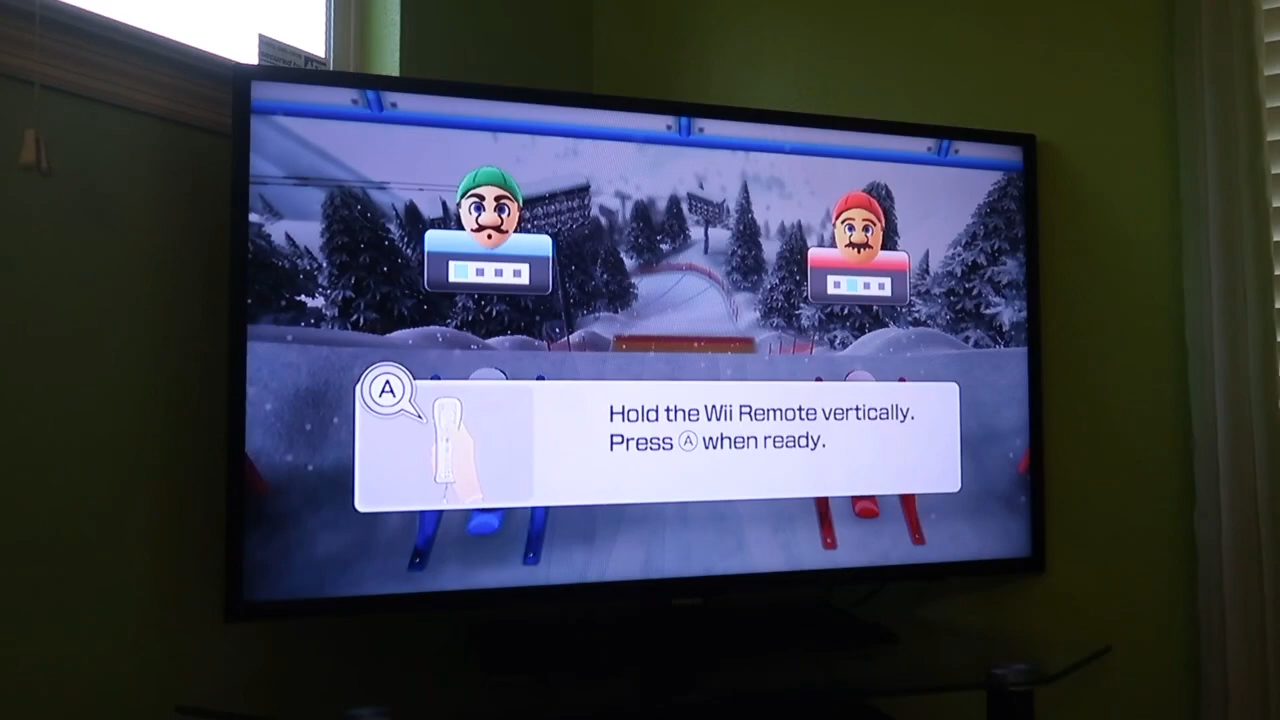 A
Hold the Wii Remote vertically.
Press Ⓐ when ready.